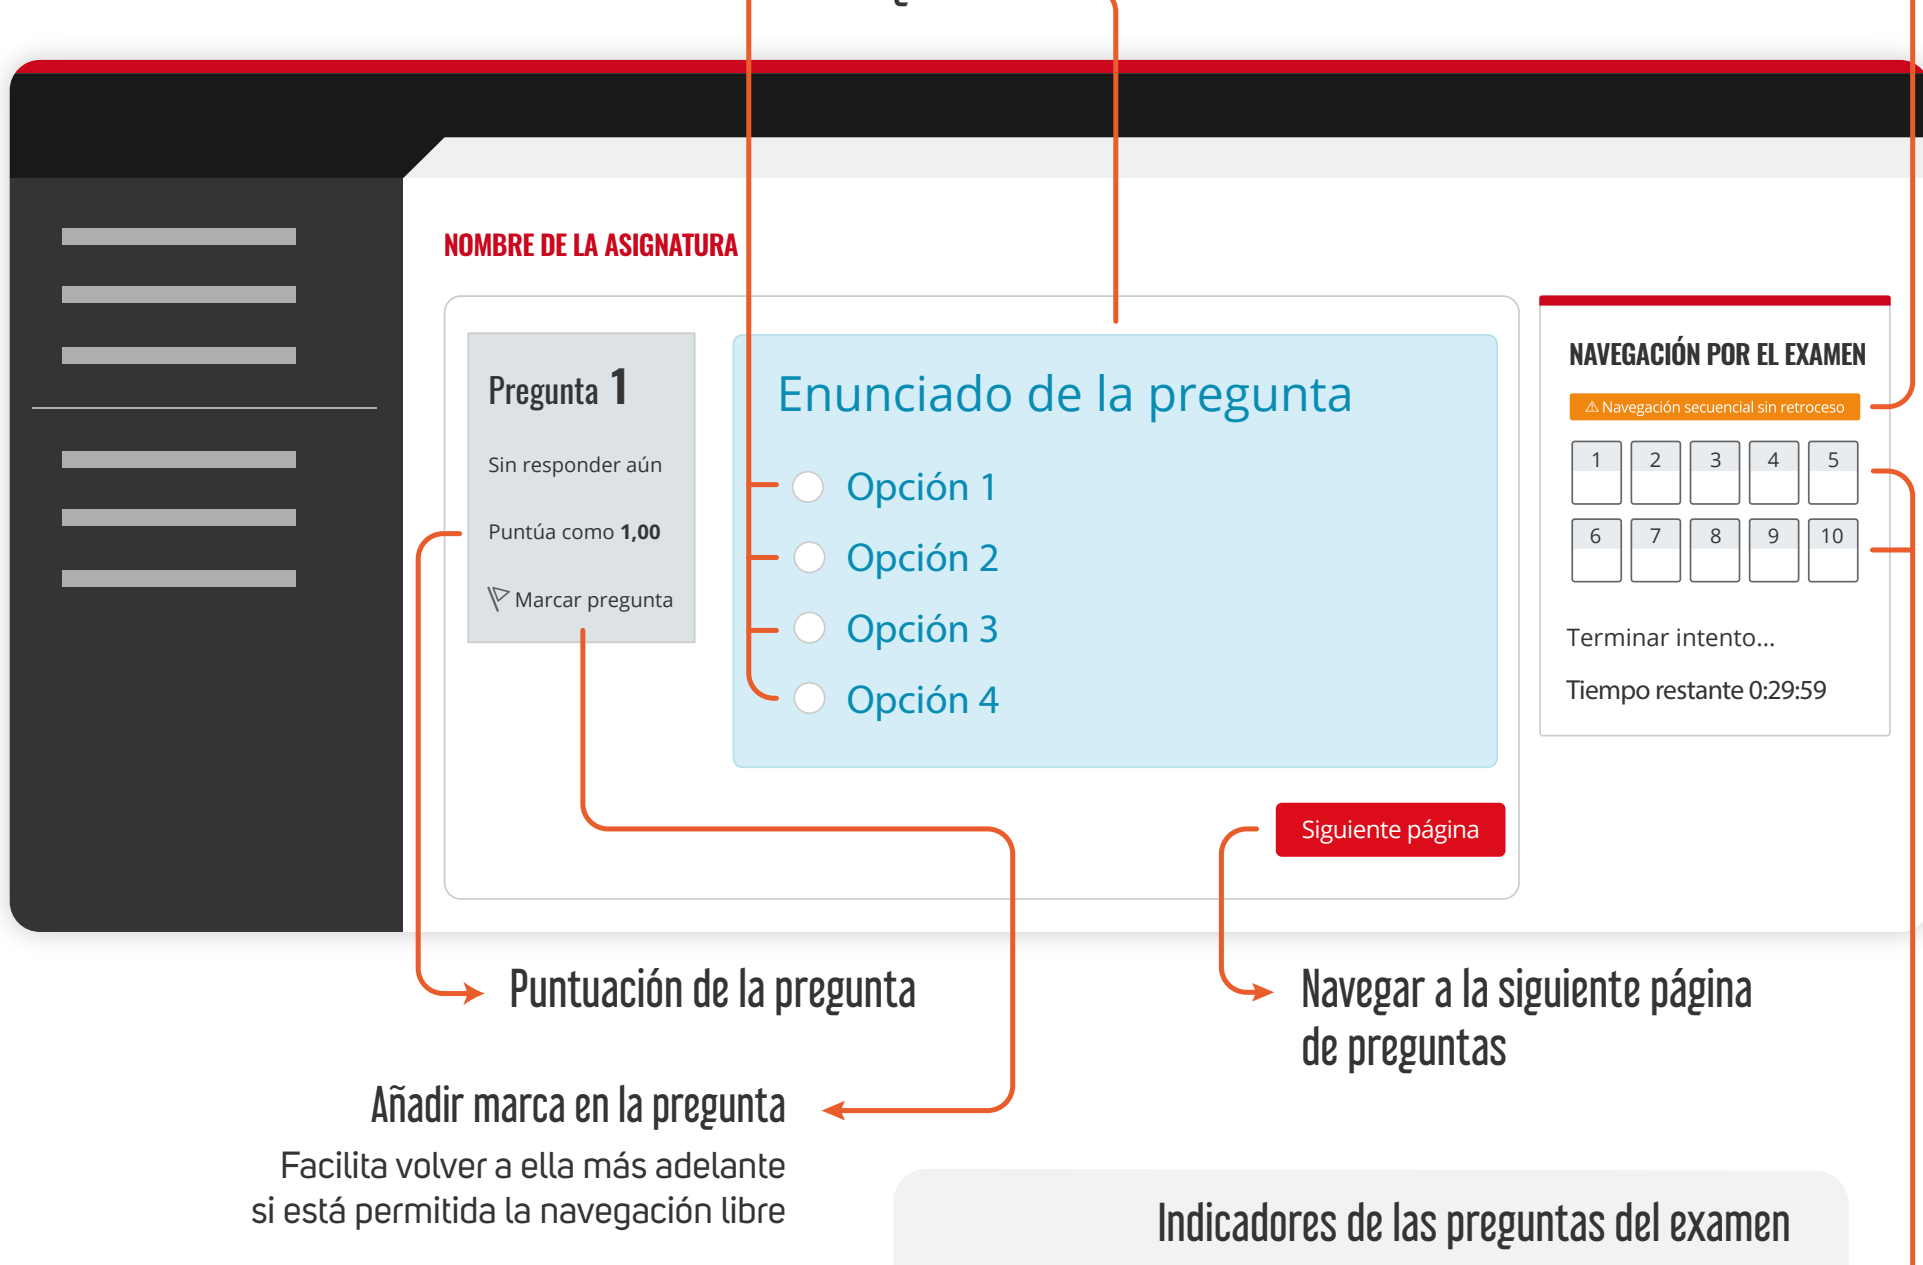 NOMBRE DE LA ASIGNATURA
Pregunta 1
Sin responder aún
Puntúa como 1,00
Marcar pregunta
Enunciado de la pregunta
Opción 1
Opción 2
Opción 3
Opción 4
Siguiente página
NAVEGACIÓN POR EL EXAMEN
⚠ Navegación secuencial sin retroceso
1 2 3 4 5
6 7 8 9 10
Terminar intento...
Tiempo restante 0:29:59
Puntuación de la pregunta
Navegar a la siguiente página
de preguntas
Añadir marca en la pregunta
Facilita volver a ella más adelante
si está permitida la navegación libre
Indicadores de las preguntas del examen